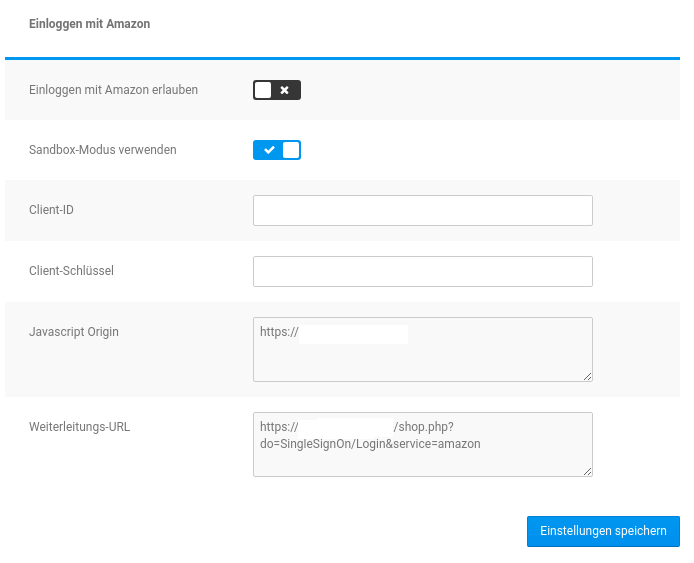 Einloggen mit Amazon
Einloggen mit Amazon erlauben
Sandbox-Modus verwenden
Client-ID
Client-Schlüssel
Javascript Origin
https://
Weiterleitungs-URL
https:// /shop.php?
do=SingleSignOn/Login&service=amazon
Einstellungen speichern